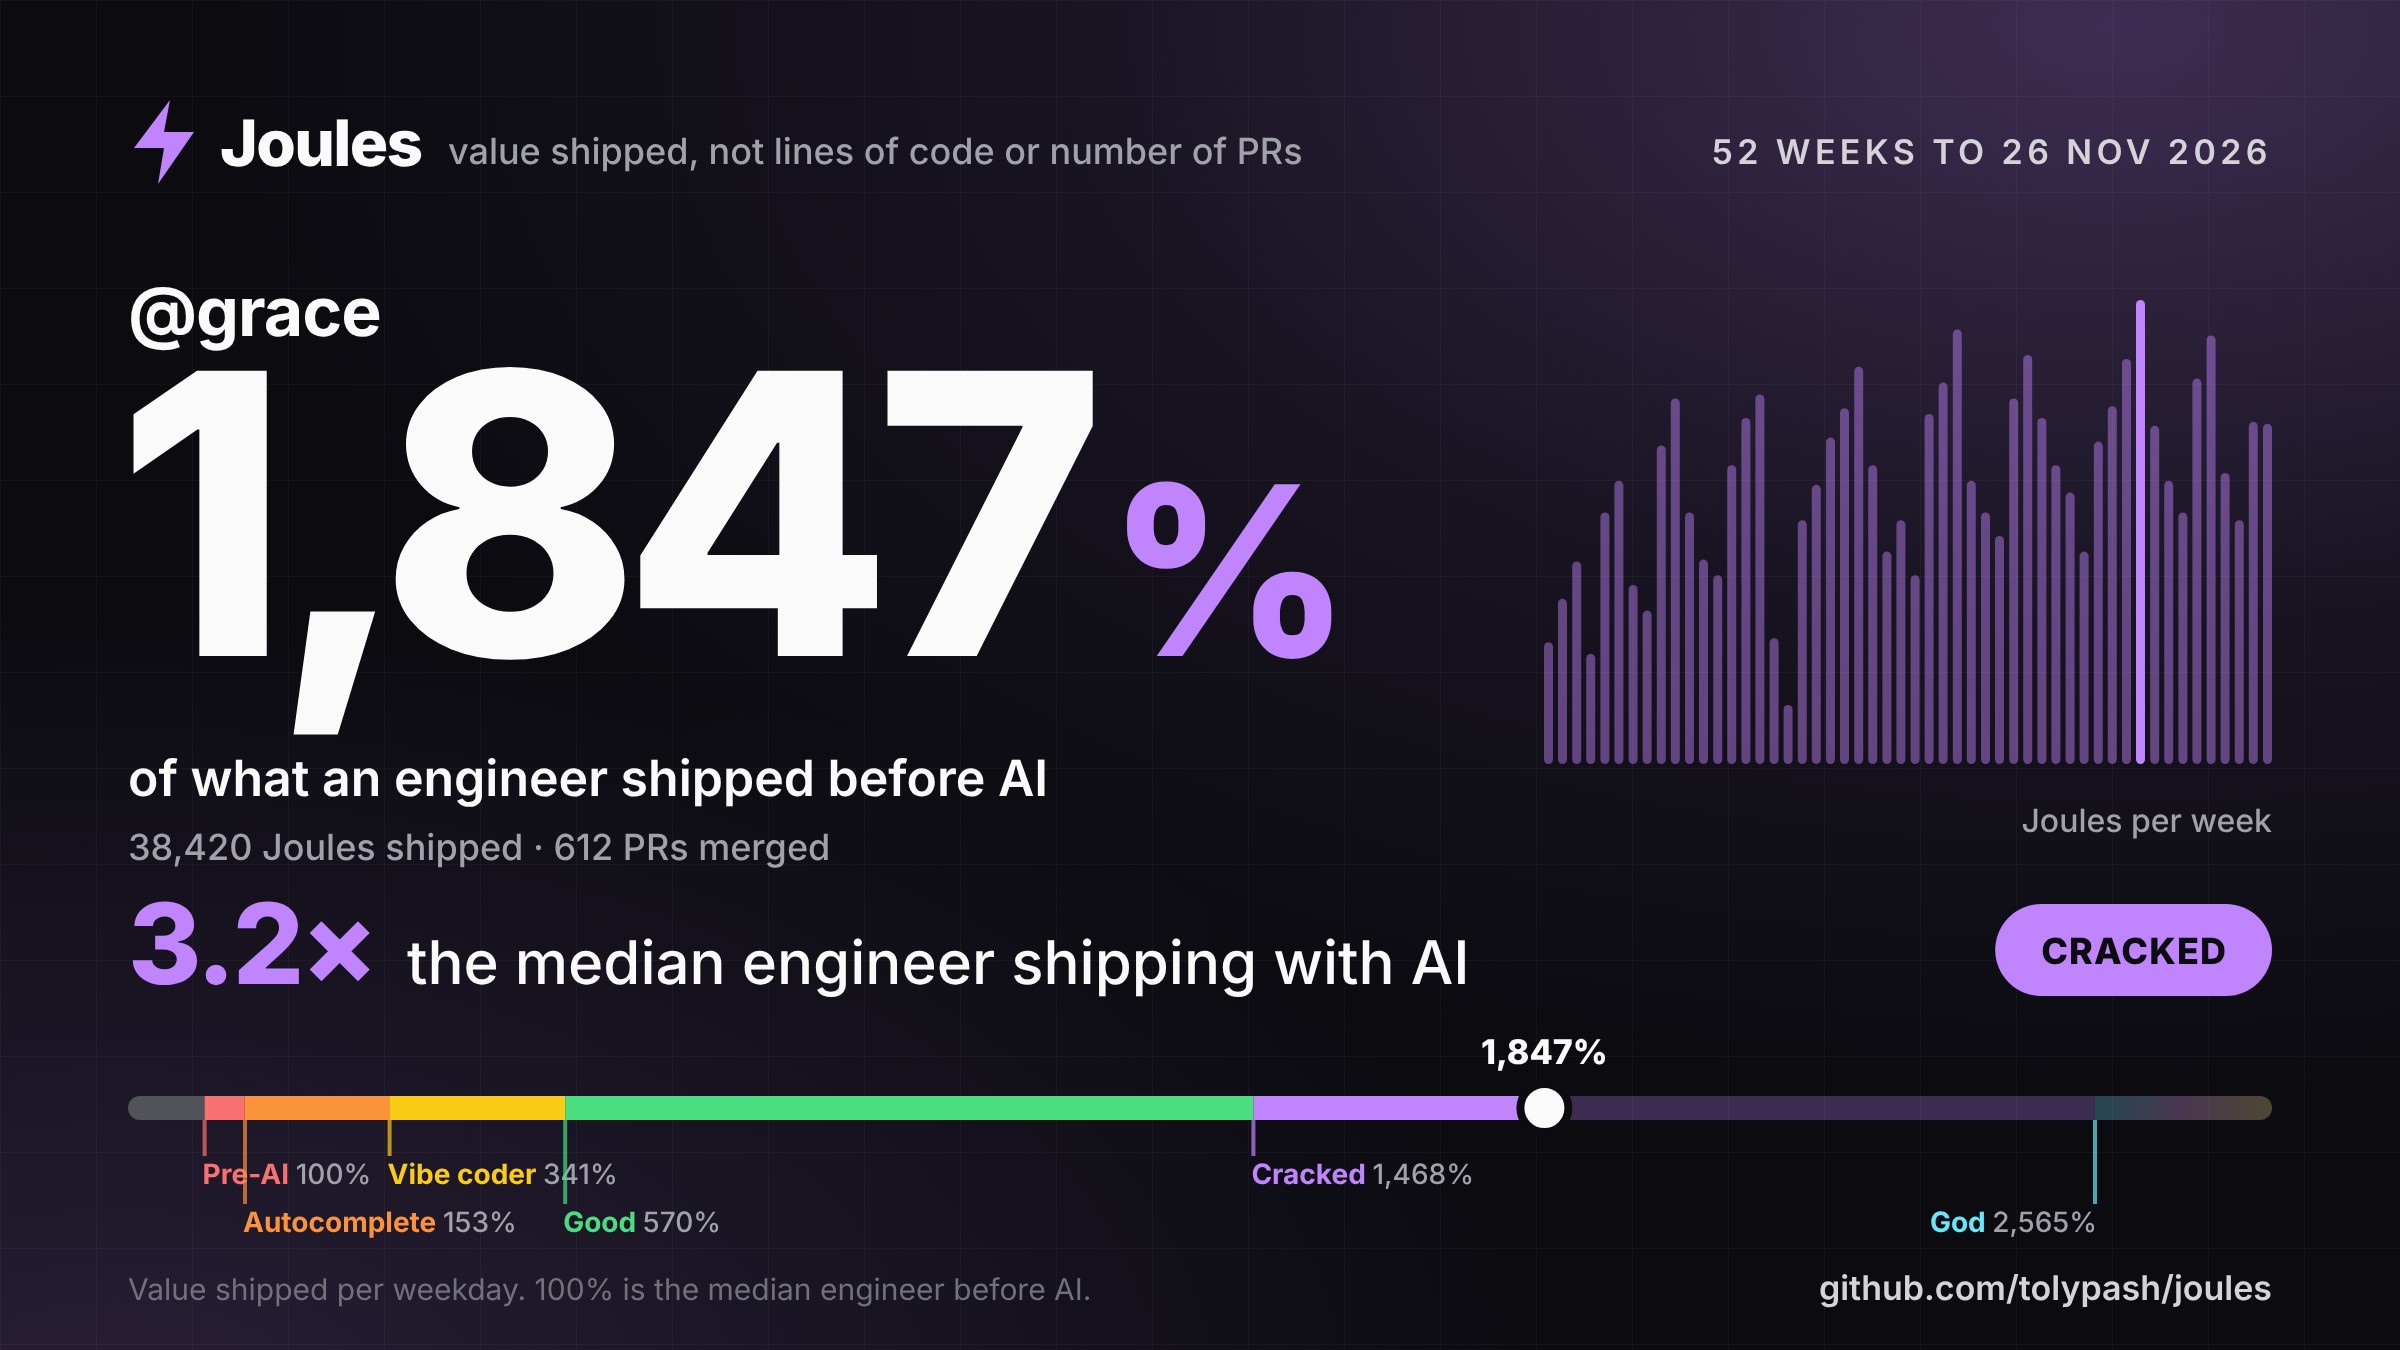 Joules value shipped, not lines of code or number of PRs
52 WEEKS TO 26 NOV 2026
@grace
1,847%
of what an engineer shipped before AI
38,420 Joules shipped · 612 PRs merged
Joules per week
3.2× the median engineer shipping with AI
CRACKED
1,847%
Pre-AI 100% Vibe coder 341% Cracked 1,468%
Autocomplete 153% Good 570% God 2,565%
Value shipped per weekday. 100% is the median engineer before AI.
github.com/tolypash/joules